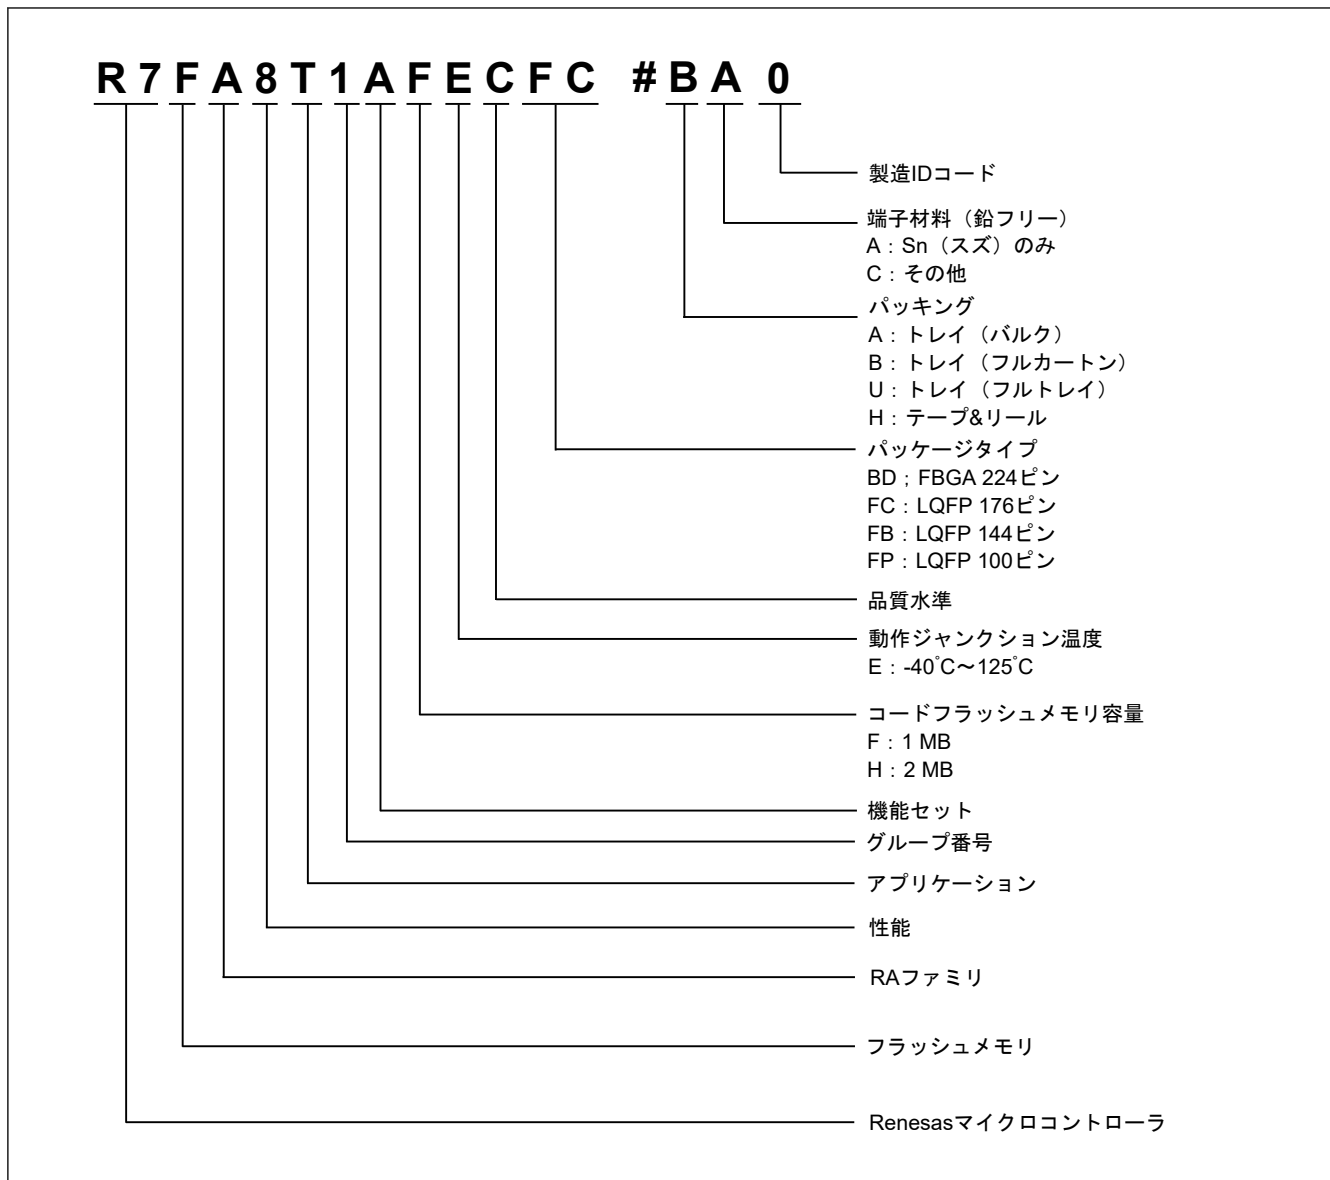 R7FA8T1AFECFC #BA0
製造IDコード
端子材料（鉛フリー）
A：Sn（スズ）のみ
C：その他
パッキング
A：トレイ（バルク）
B：トレイ（フルカートン）
U：トレイ（フルトレイ）
H：テープ&リール
パッケージタイプ
BD；FBGA 224ピン
FC：LQFP 176ピン
FB：LQFP 144ピン
FP：LQFP 100ピン
品質水準
動作ジャンクション温度
E：-40°C～125°C
コードフラッシュメモリ容量
F：1 MB
H：2 MB
機能セット
グループ番号
アプリケーション
性能
RAファミリ
フラッシュメモリ
Renesasマイクロコントローラ